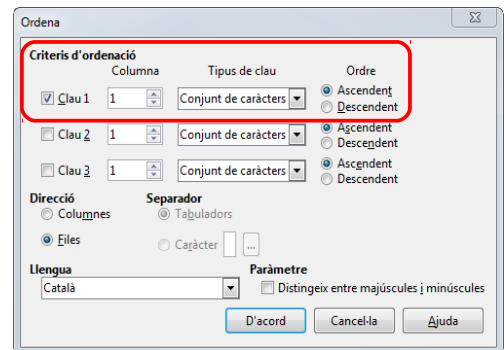 Ordena
Criteris d'ordenació
Columna Tipus de clau Ordre
Clau 1 1 Conjunt de caràcters Ascendent
Descendent
Clau 2 1 Conjunt de caràcters Ascendent
Descendent
Clau 3 1 Conjunt de caràcters Ascendent
Descendent
Direcció Separador
Columnes Tabuladors
Files Caràcter ...
Llengua Paràmetre
Català Distingeix entre majúscules i minúscules
D'acord Cancel·la Ajuda